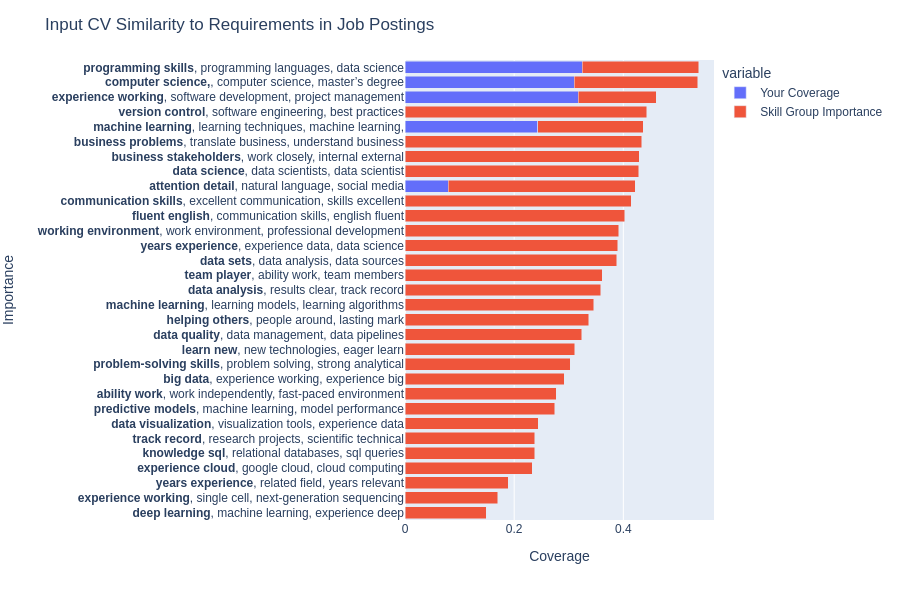 Input CV Similarity to Requirements in Job Postings
programming skills, programming languages, data science
computer science,, computer science, master's degree
experience working, software development, project management
version control, software engineering, best practices
machine learning, learning techniques, machine learning,
business problems, translate business, understand business
business stakeholders, work closely, internal external
data science, data scientists, data scientist
attention detail, natural language, social media
communication skills, excellent communication, skills excellent
fluent english, communication skills, english fluent
working environment, work environment, professional development
years experience, experience data, data science
data sets, data analysis, data sources
team player, ability work, team members
data analysis, results clear, track record
machine learning, learning models, learning algorithms
helping others, people around, lasting mark
data quality, data management, data pipelines
learn new, new technologies, eager learn
problem-solving skills, problem solving, strong analytical
big data, experience working, experience big
ability work, work independently, fast-paced environment
predictive models, machine learning, model performance
data visualization, visualization tools, experience data
track record, research projects, scientific technical
knowledge sql, relational databases, sql queries
experience cloud, google cloud, cloud computing
years experience, related field, years relevant
experience working, single cell, next-generation sequencing
deep learning, machine learning, experience deep
0 0.2 0.4
Coverage
Importance
variable
Your Coverage
Skill Group Importance